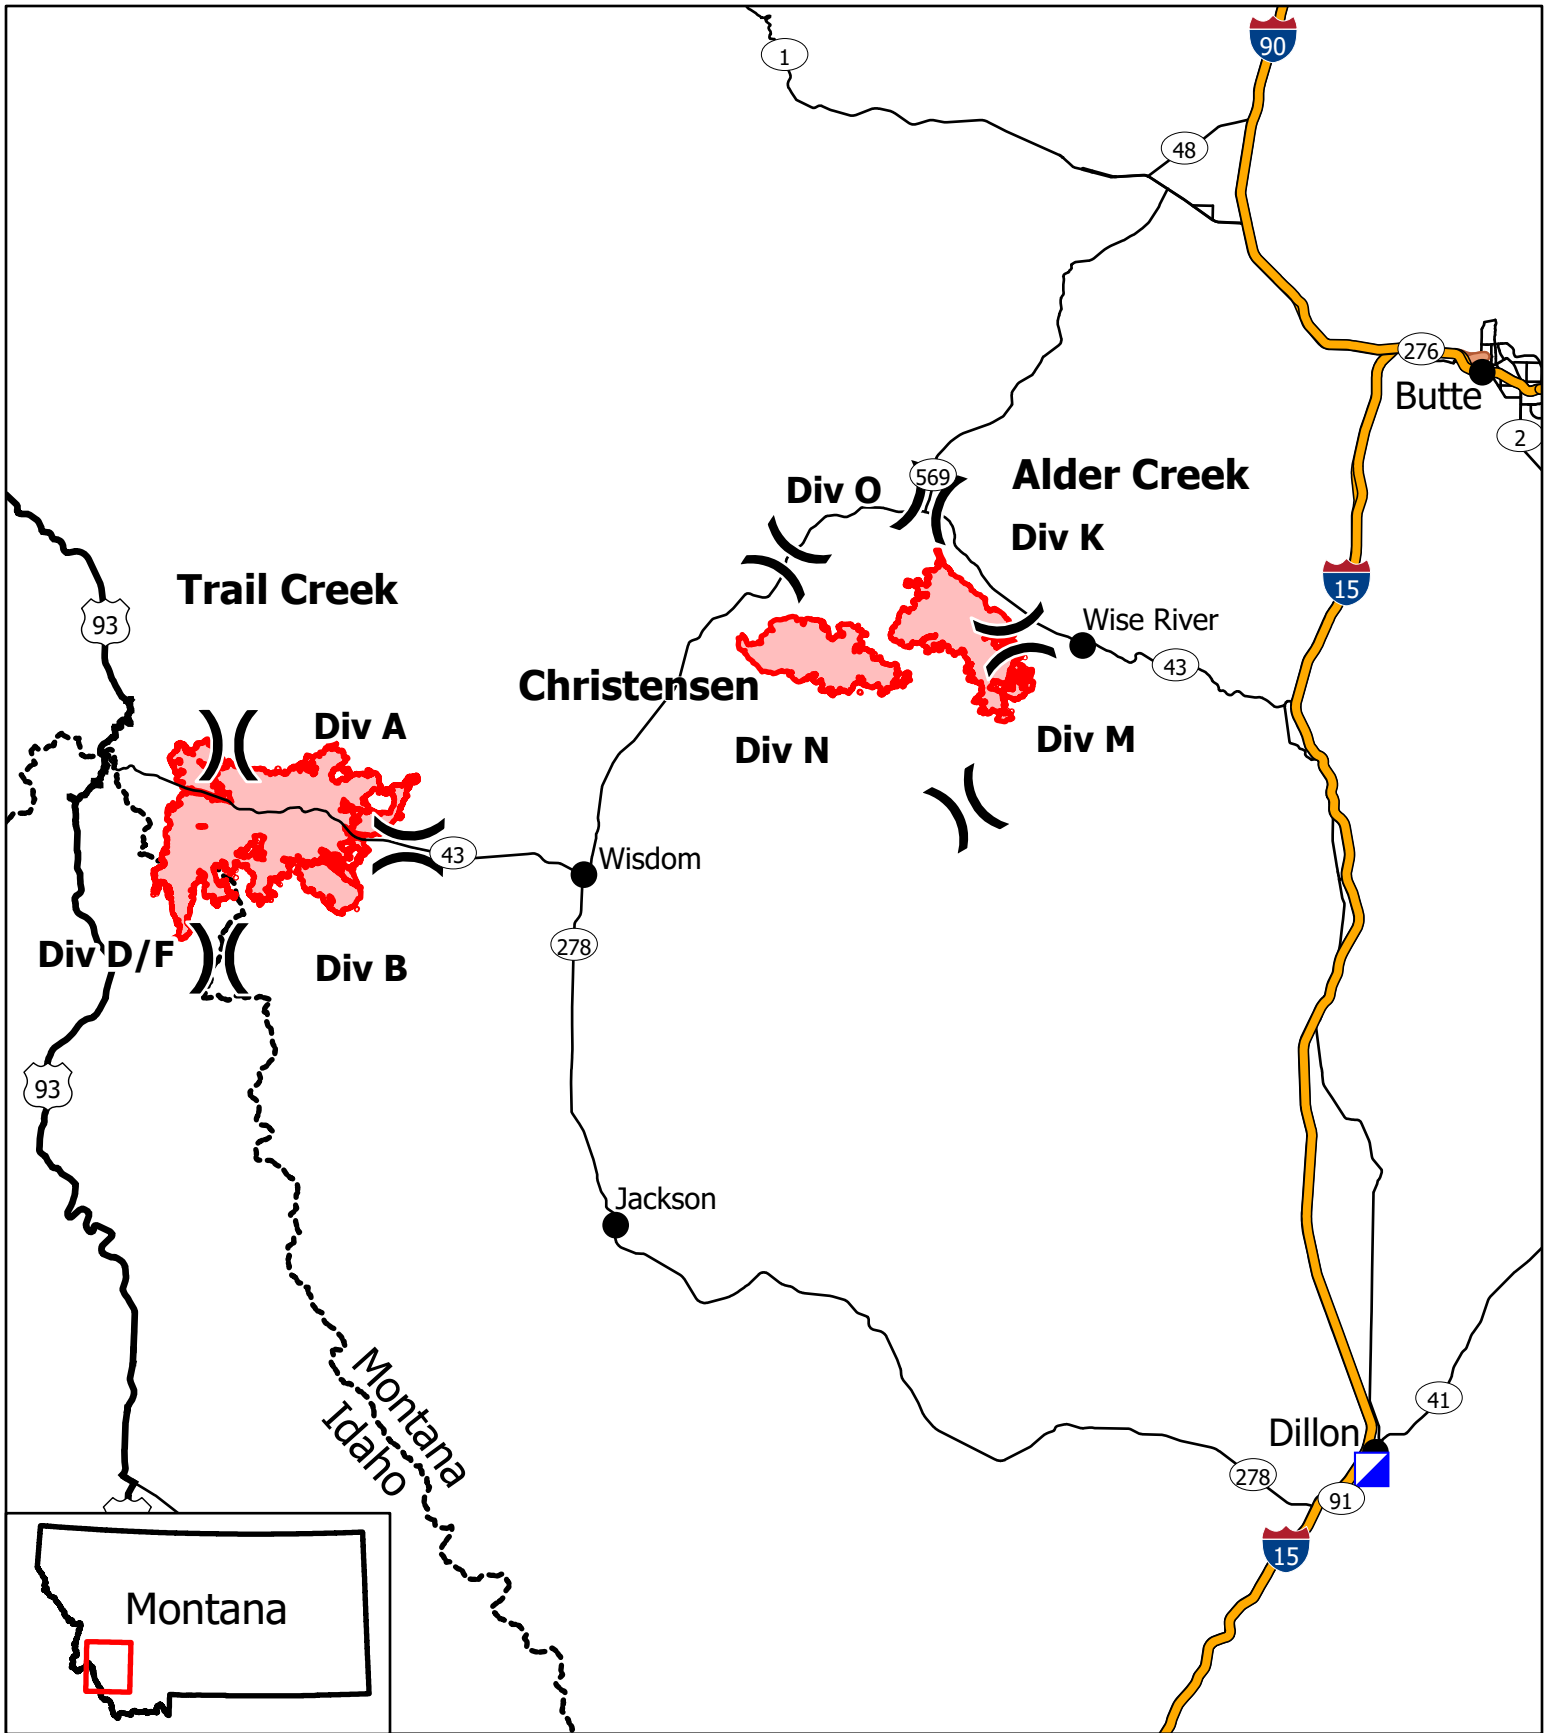 90
1
48
276
Butte
2
569
Alder Creek
Div O
Div K
15
Trail Creek
93
Wise River
43
Christensen
Div A
Div N
Div M
43
Wisdom
278
Div D/F
Div B
93
Jackson
Montana
Idaho
41
Dillon
278
91
15
Montana